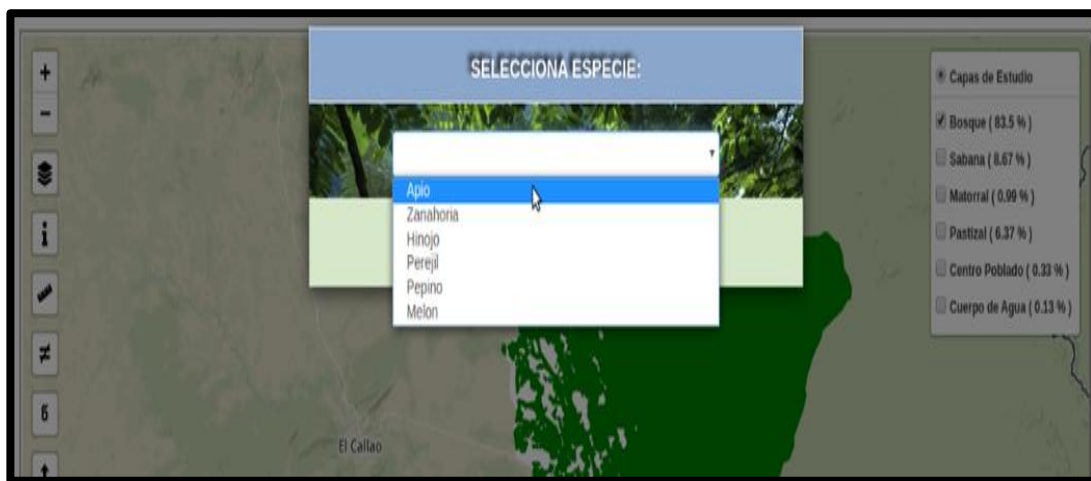 SELECCIONA ESPECIE:
Apio
Zanahoria
Hinojo
Perejil
Pepino
Melon
Capas de Estudio
Bosque ( 83.5 % )
Sabana ( 8.67 % )
Matorral ( 0.99 % )
Pastizal ( 6.37 % )
Centro Poblado ( 0.33 % )
Cuerpo de Agua ( 0.13 % )
El Callao